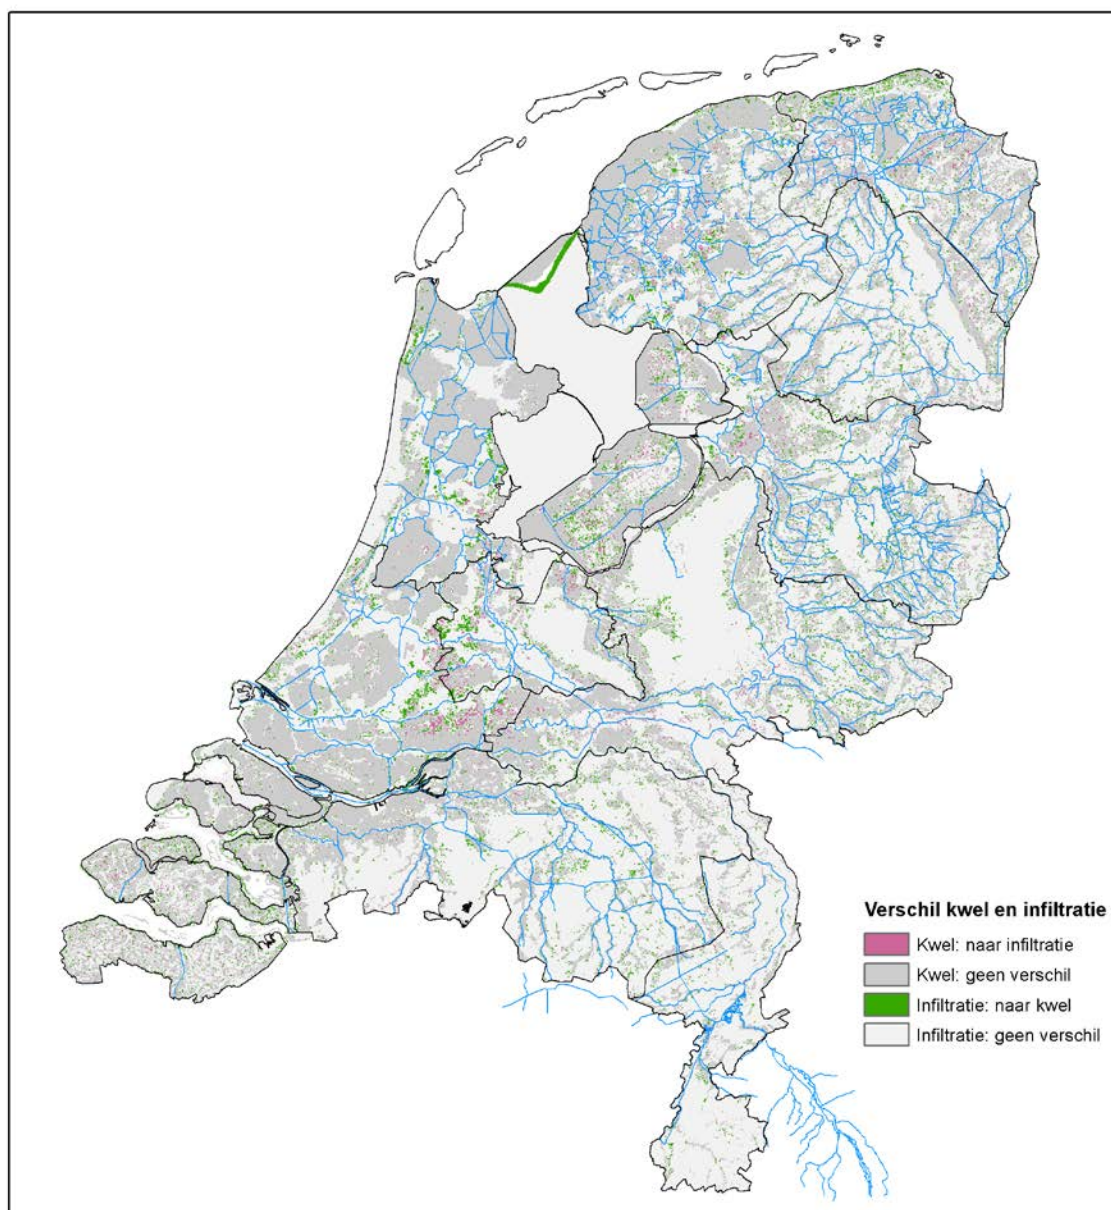 Verschil kwel en infiltratie
Kwel: naar infiltratie
Kwel: geen verschil
Infiltratie: naar kwel
Infiltratie: geen verschil